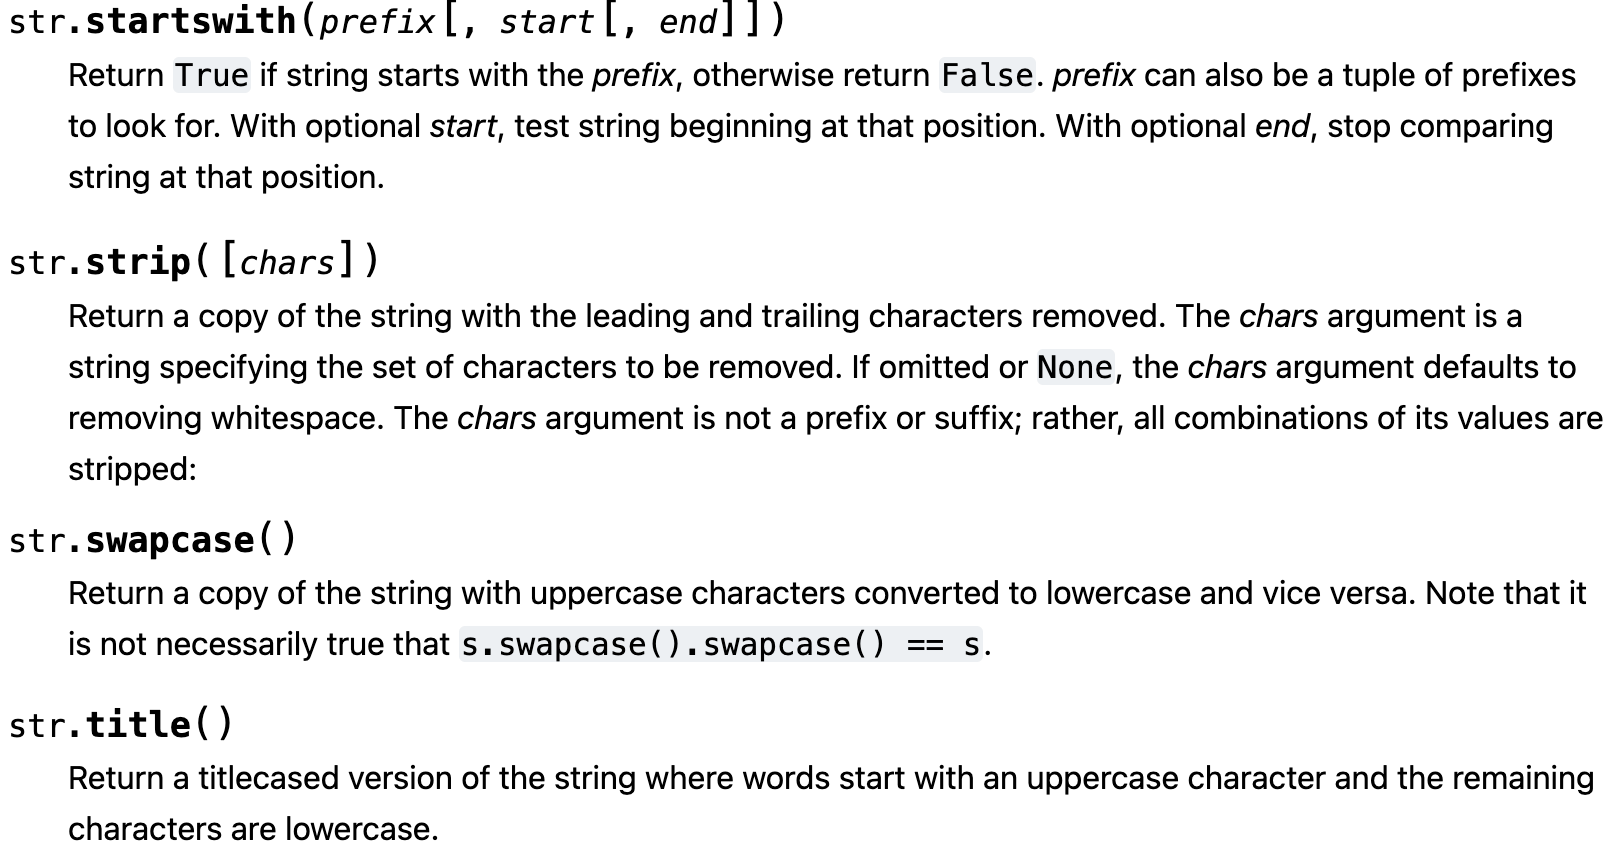 str.startswith(prefix[, start[, end]])
Return True if string starts with the prefix, otherwise return False. prefix can also be a tuple of prefixes
to look for. With optional start, test string beginning at that position. With optional end, stop comparing
string at that position.
str.strip([chars])
Return a copy of the string with the leading and trailing characters removed. The chars argument is a
string specifying the set of characters to be removed. If omitted or None, the chars argument defaults to
removing whitespace. The chars argument is not a prefix or suffix; rather, all combinations of its values are
stripped:
str.swapcase()
Return a copy of the string with uppercase characters converted to lowercase and vice versa. Note that it
is not necessarily true that s.swapcase().swapcase() == s.
str.title()
Return a titlecased version of the string where words start with an uppercase character and the remaining
characters are lowercase.